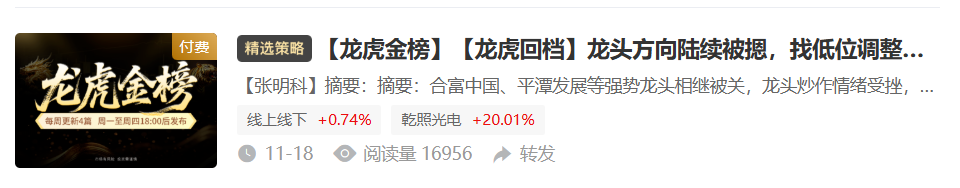 付费
龙虎金榜
每周更新4篇 周一至周四18:00后发布
精选策略 【龙虎金榜】【龙虎回档】龙头方向陆续被摁，找低位调整...
【张明科】摘要：摘要：合富中国、平潭发展等强势龙头相继被关，龙头炒作情绪受挫，...
线上线下 +0.74% 乾照光电 +20.01%
11-18 阅读量 16956 转发